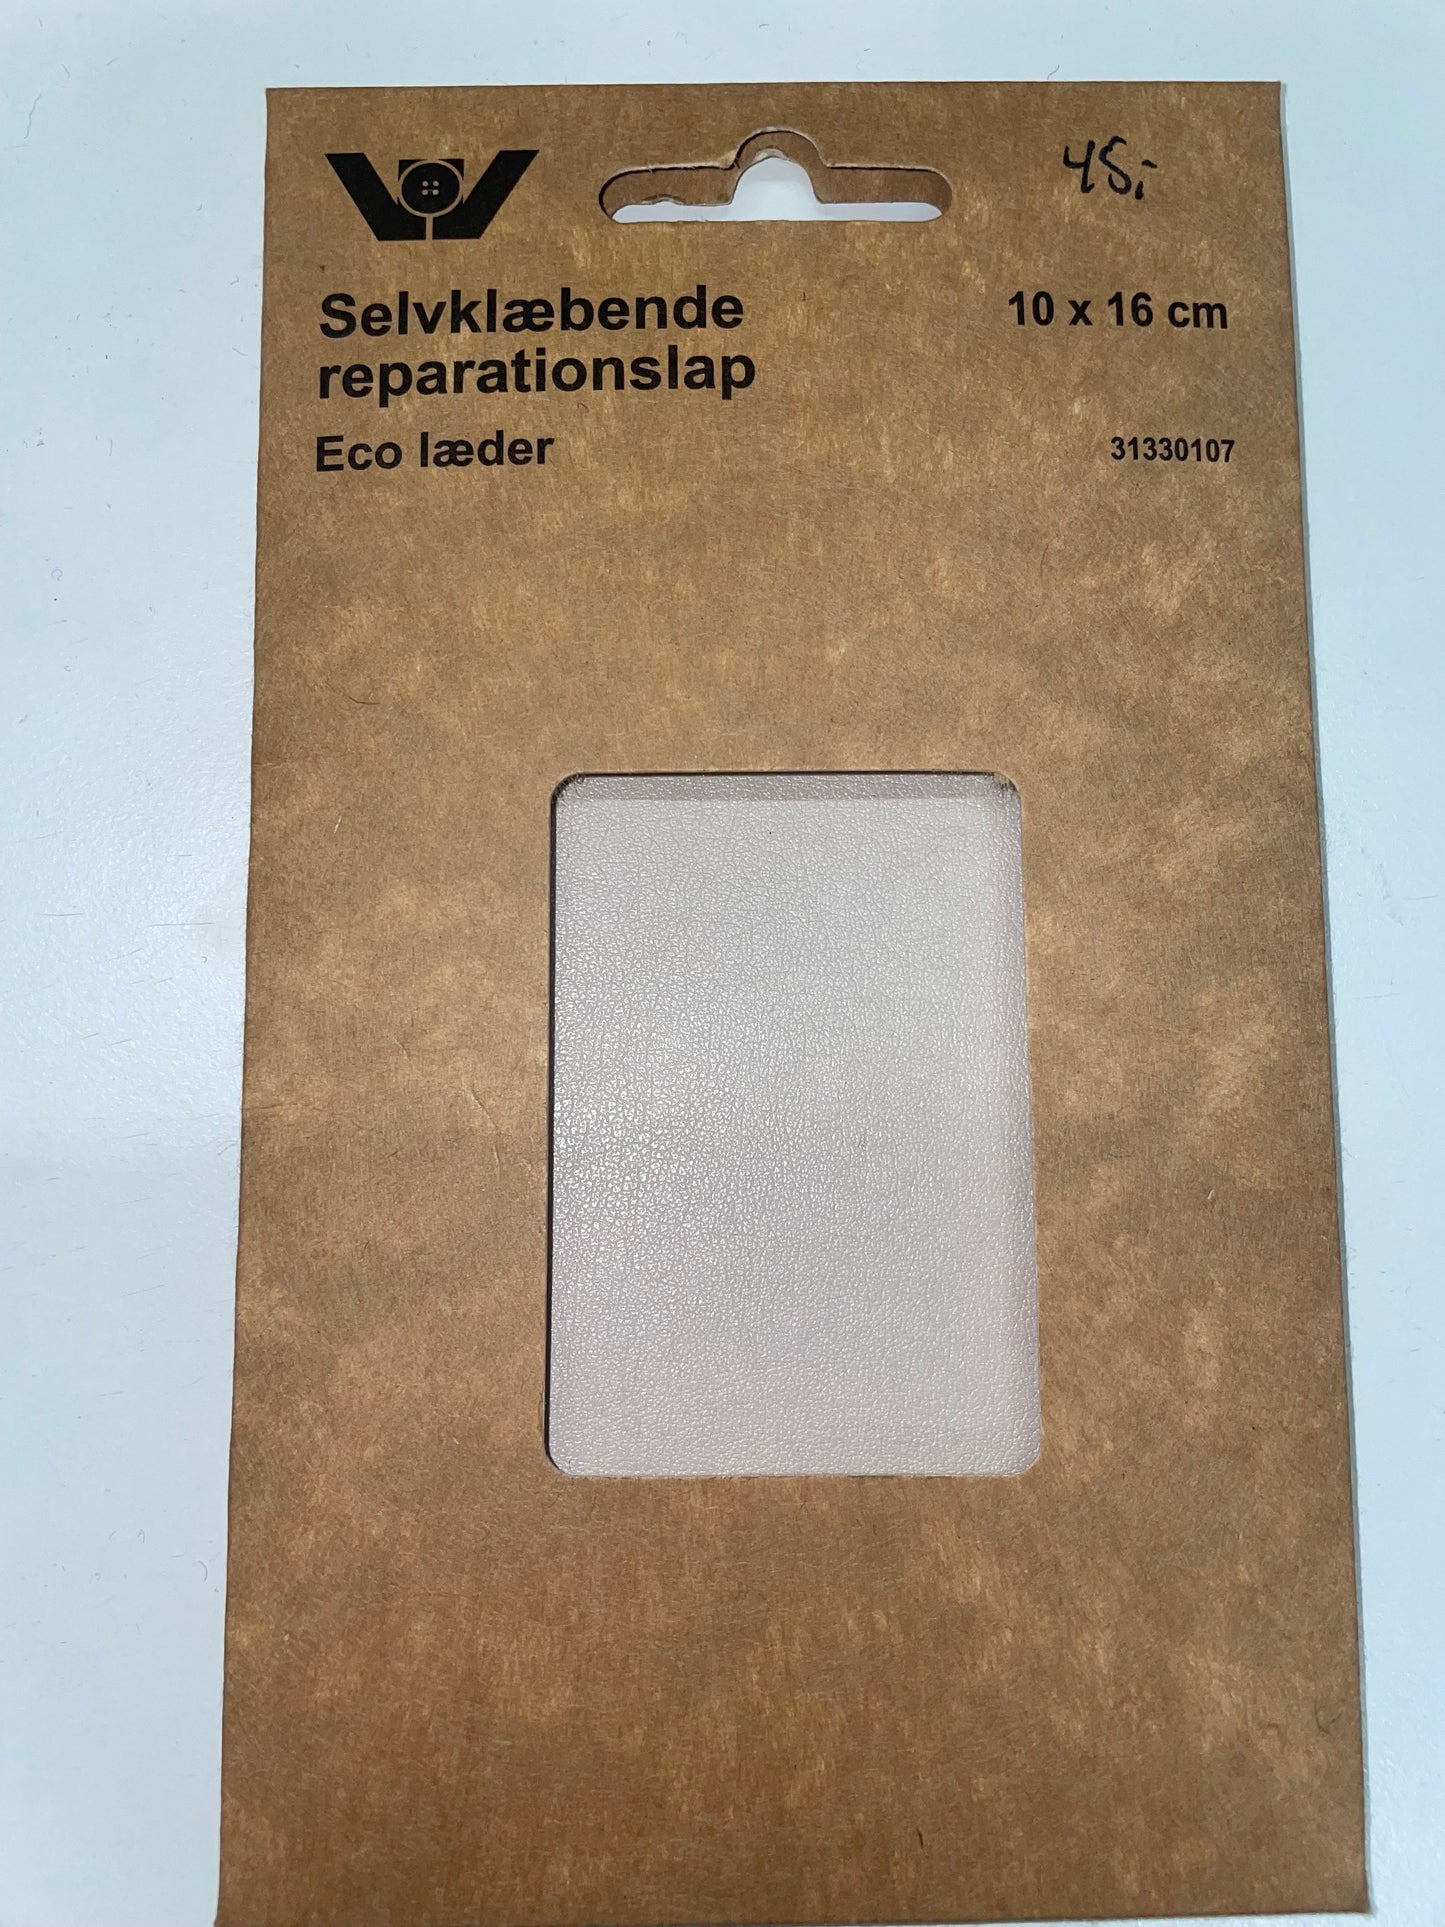 45,-
Selvklæbende
reparationslap
10 x 16 cm
Eco læder
31330107